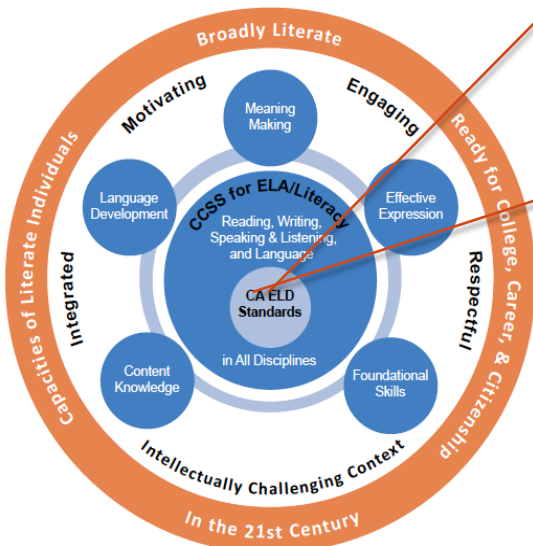 Broadly Literate
Motivating
Engaging
Capacities of Literate Individuals
Ready for College, Career, & Citizenship
Meaning
Making
Language
Development
Effective
Expression
CCSS for ELA/Literacy
Reading, Writing,
Speaking & Listening,
and Language
CA ELD
Standards
in All Disciplines
Integrated
Respectful
Content
Knowledge
Foundational
Skills
Intellectually Challenging Context
In the 21st Century